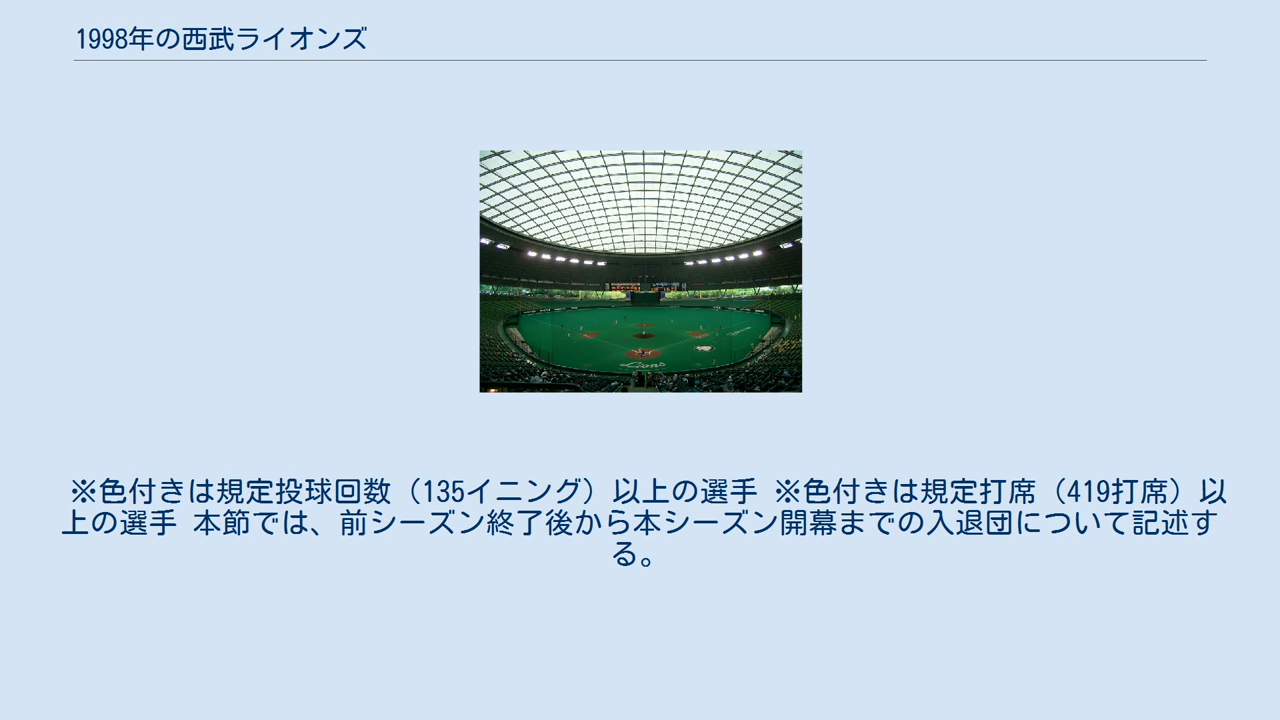 1998年の西武ライオンズ
Lions
※色付きは規定投球回数（135イニング）以上の選手 ※色付きは規定打席（419打席）以
上の選手 本節では、前シーズン終了後から本シーズン開幕までの入退団について記述す
る。